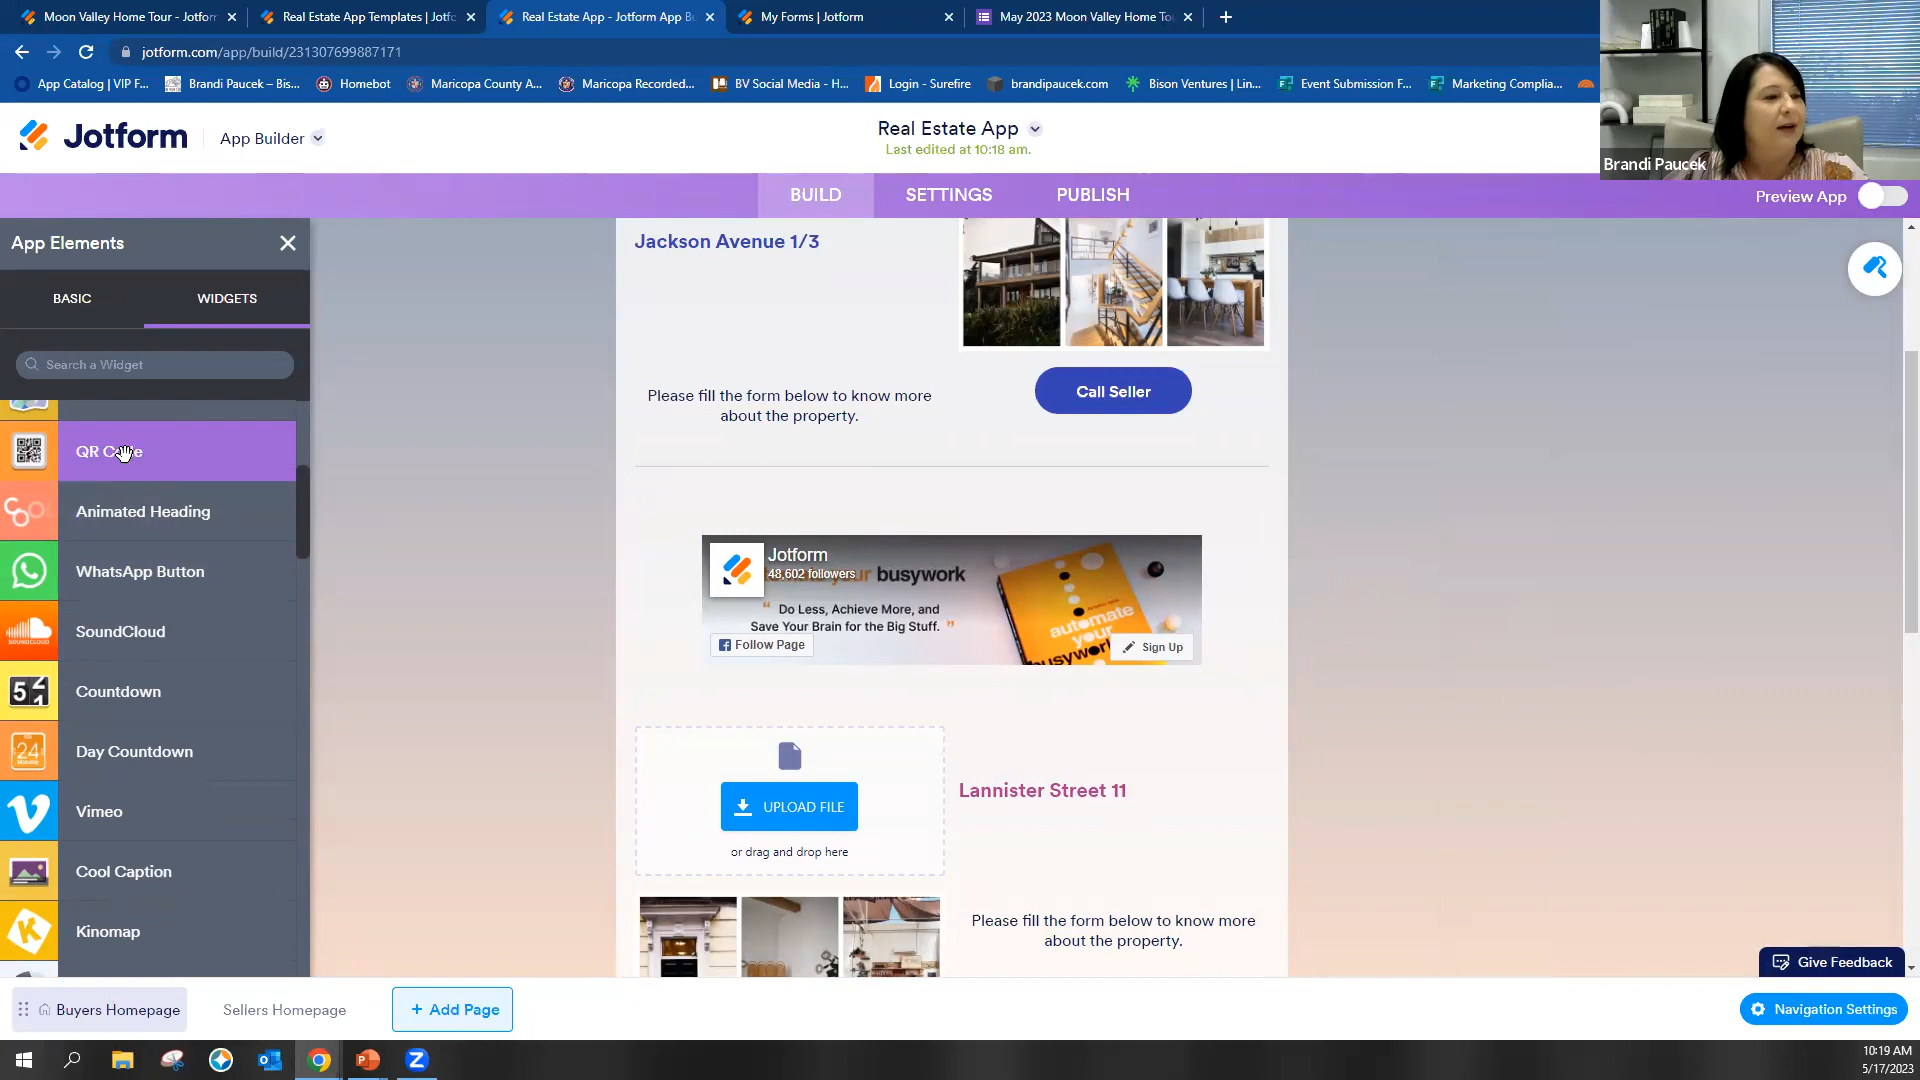 Moon Valley Home Tour - Jotfor
Real Estate App Templates | Jotfo
Real Estate App - Jotform App Bu
My Forms | Jotform
May 2023 Moon Valley Home Tou
jotform.com/app/build/231307699887171
App Catalog | VIP F...
Brandi Paucek – Bis...
Homebot
Maricopa County A...
Maricopa Recorded...
BV Social Media - H...
Login - Surefire
brandipaucek.com
Bison Ventures | Lin...
Event Submission F...
Marketing Complia...
Jotform
App Builder
Real Estate App
Last edited at 10:18 am.
Brandi Paucek
BUILD
SETTINGS
PUBLISH
Preview App
App Elements
BASIC
WIDGETS
Search a Widget
QR Code
Animated Heading
WhatsApp Button
SOUNDCLOUD
SoundCloud
Countdown
24
Day Countdown
Vimeo
Cool Caption
Kinomap
Jackson Avenue 1/3
Please fill the form below to know more
about the property.
Call Seller
Jotform
48,602 followers
busywork
“ Do Less, Achieve More, and
Save Your Brain for the Big Stuff. ”
automate
your
busywork
Follow Page
Sign Up
UPLOAD FILE
or drag and drop here
Lannister Street 11
Please fill the form below to know more
about the property.
Give Feedback
Buyers Homepage
Sellers Homepage
+ Add Page
Navigation Settings
10:19 AM
5/17/2023